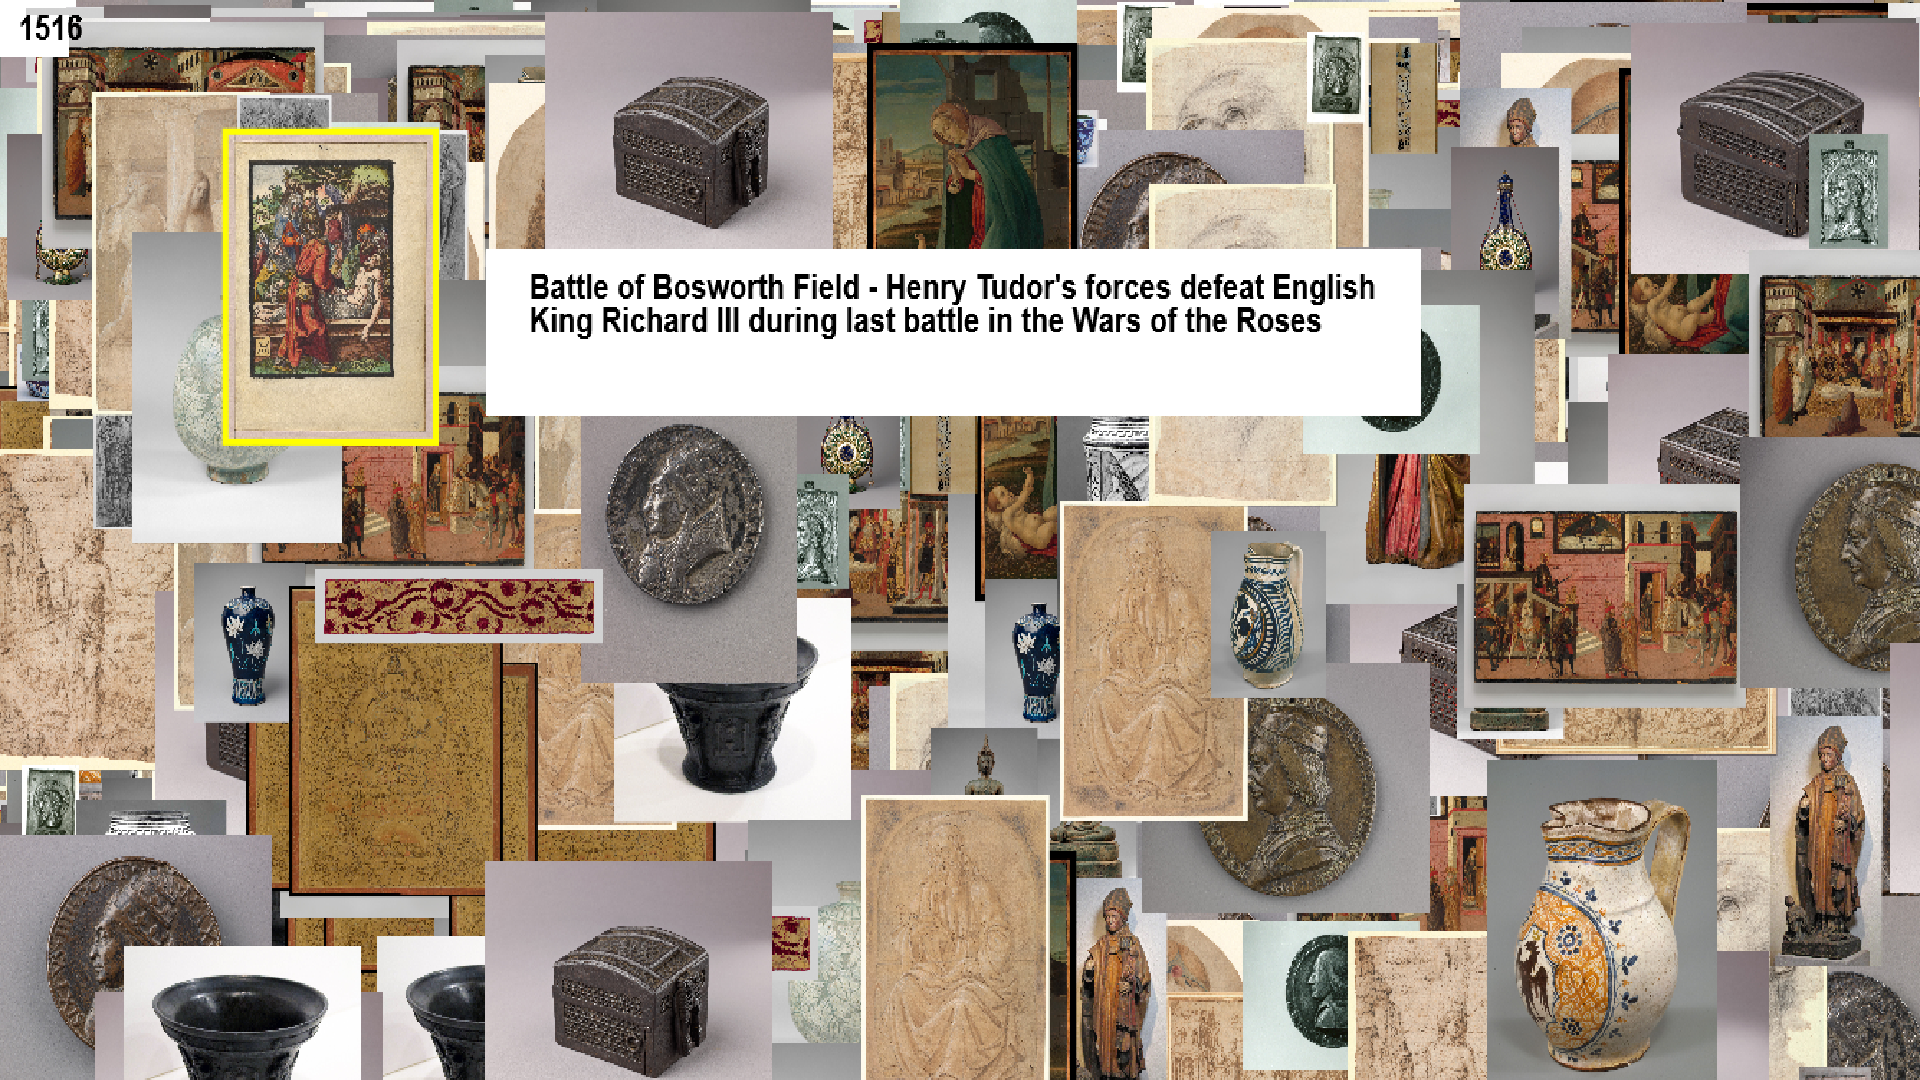 1516
Battle of Bosworth Field - Henry Tudor's forces defeat English
King Richard III during last battle in the Wars of the Roses